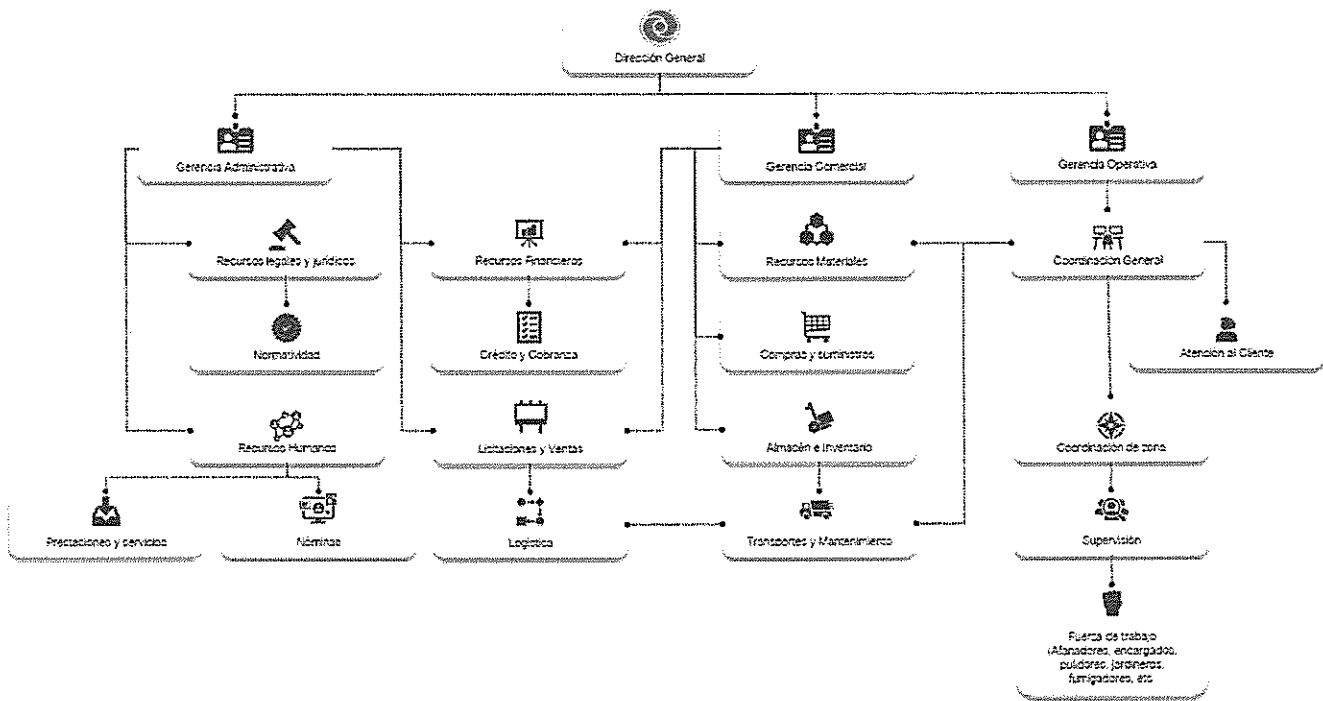 Dirección General
Gerencia Administrativa
Gerencia Comercial
Gerencia Operativa
Recursos legales y jurídicos
Recursos Financieros
Recursos Materiales
Coordinación General
Normatividad
Crédito y Cobranza
Compras y suministros
Atención al Cliente
Recursos Humanos
Licitaciones y Ventas
Almacén e Inventario
Coordinación de zona
Prestaciones y servicios
Nóminas
Logística
Transportes y Mantenimiento
Supervisión
Fuerza de trabajo
(Afanadores, encargados,
pulidores, jardineros,
fumigadores, etc